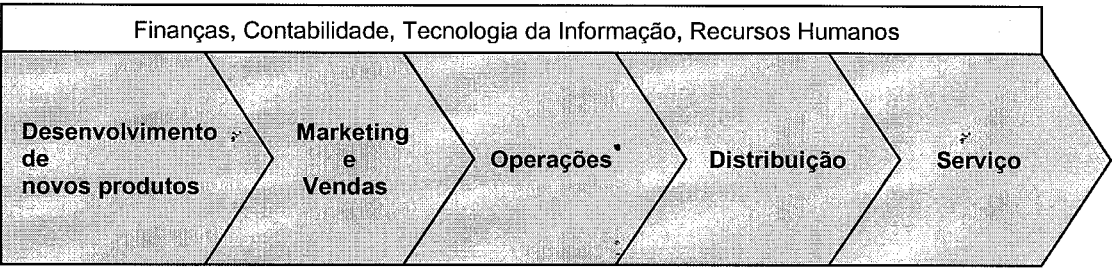 Finanças, Contabilidade, Tecnologia da Informação, Recursos Humanos
Desenvolvimento
de
novos produtos
Marketing
e
Vendas
Operações
Distribuição
Serviço